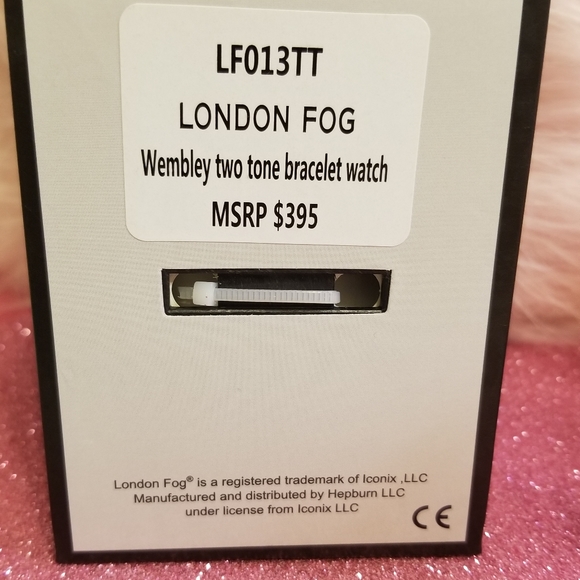 LF013TT
LONDON FOG
Wembley two tone bracelet watch
MSRP $395
London Fog® is a registered trademark of Iconix ,LLC
Manufactured and distributed by Hepburn LLC
under license from Iconix LLC
CE